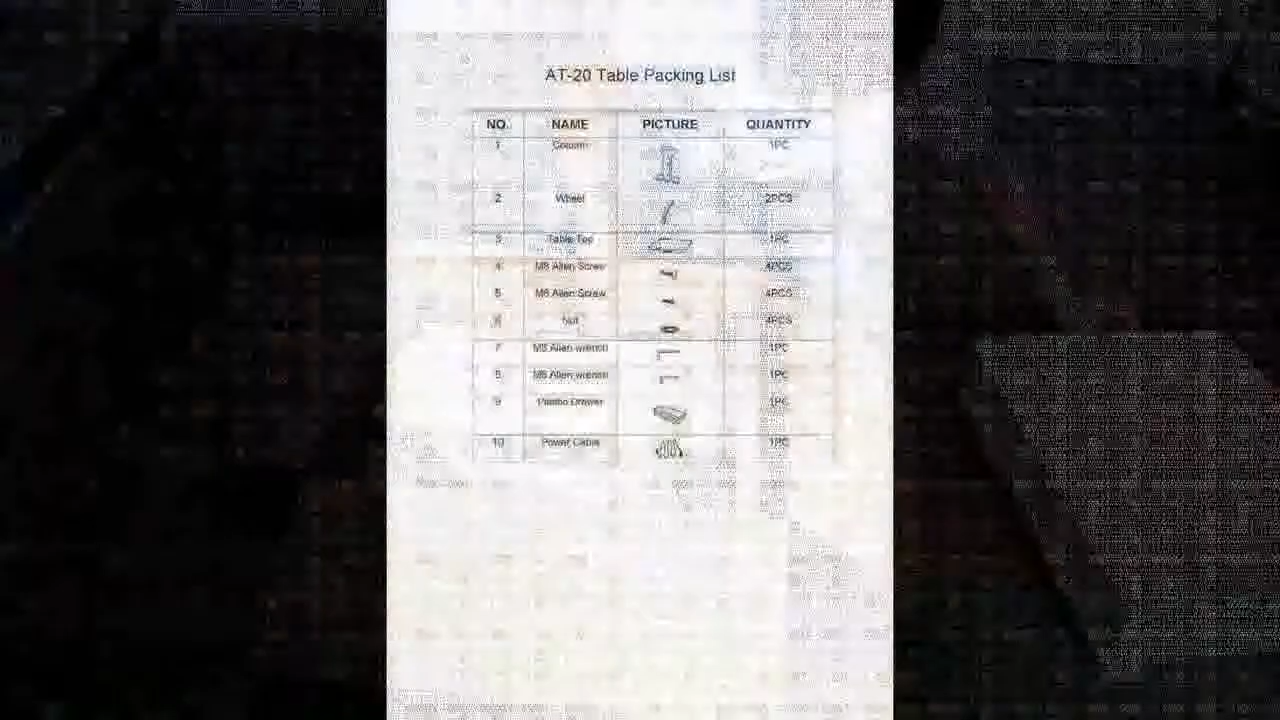 AT-20 Table Packing List
NO. NAME PICTURE QUANTITY
1 Column 1PC
2 Wheel 2PCS
3 Table Top 1PC
4 M8 Allen Screw 4PCS
5 M6 Allen Screw 4PCS
6 Nut 4PCS
7 M8 Allen wrench 1PC
8 M6 Allen wrench 1PC
9 Drawer 1PC
10 Power Cable 1PC